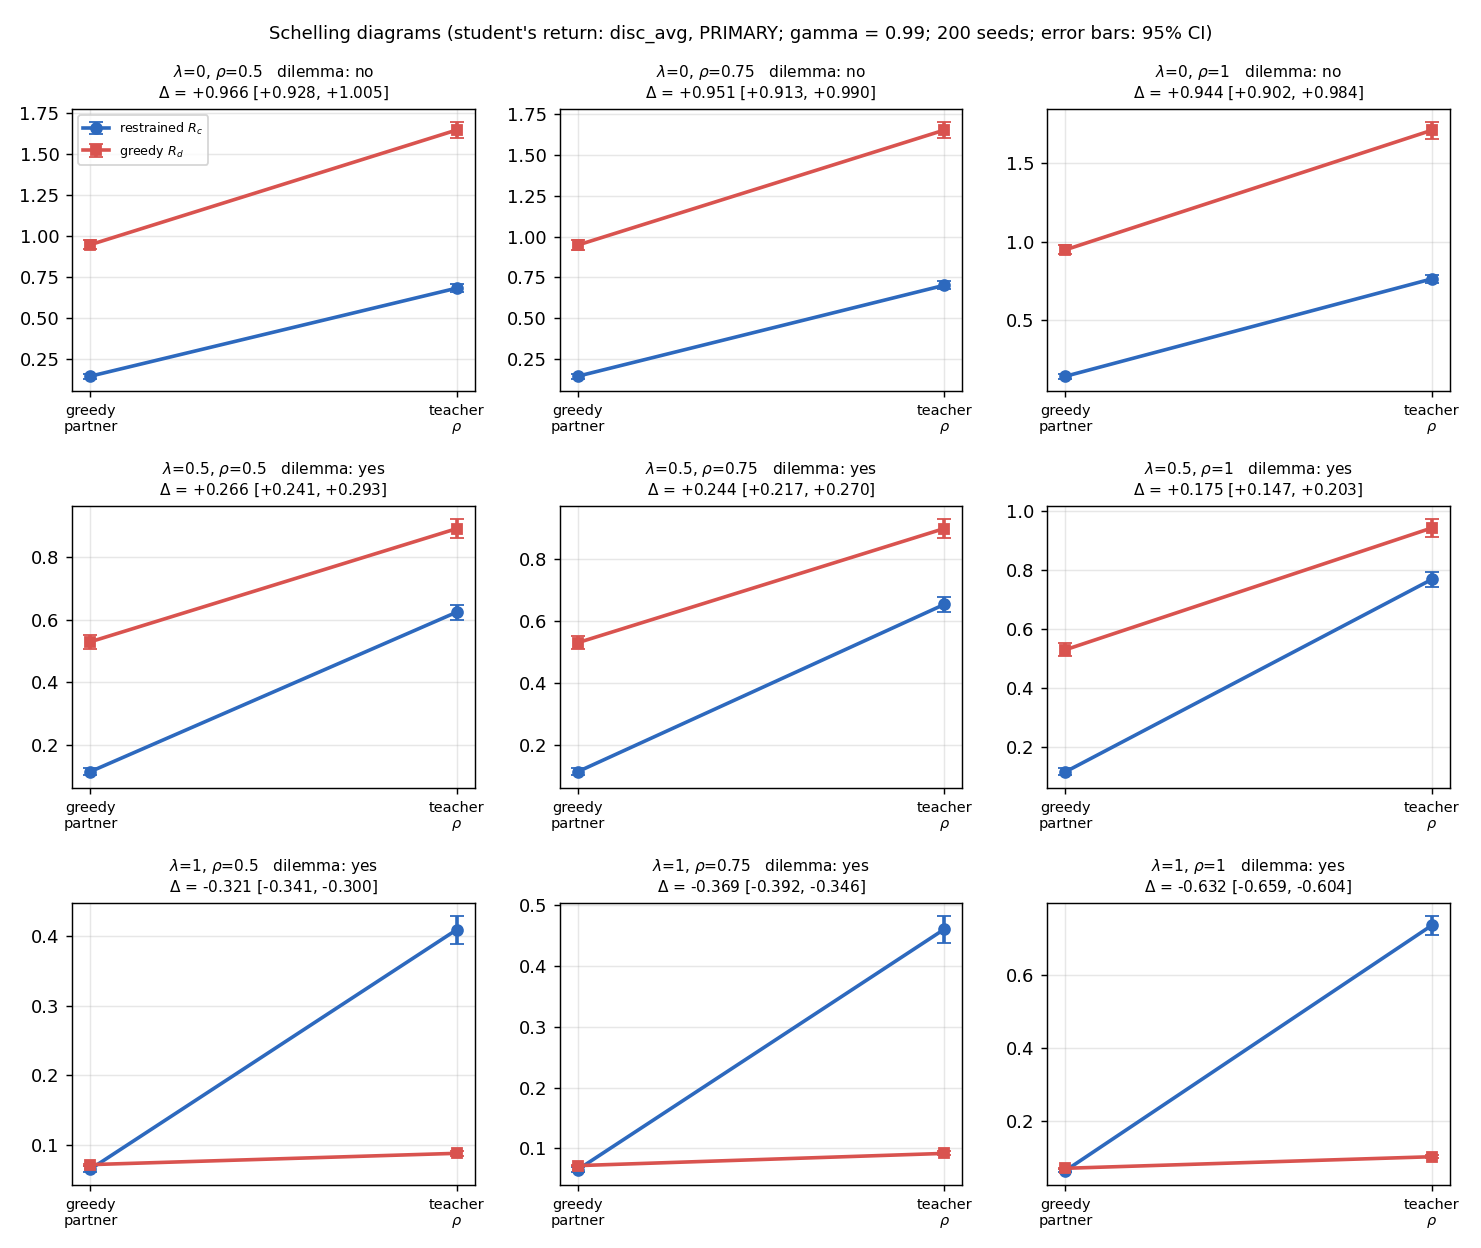 Schelling diagrams (student's return: disc_avg, PRIMARY; gamma = 0.99; 200 seeds; error bars: 95% CI)
λ=0, ρ=0.5   dilemma: no
Δ = +0.966 [+0.928, +1.005]
1.75
1.50
1.25
1.00
0.75
0.50
0.25
restrained R_c
greedy R_d
greedy
partner
teacher
ρ
λ=0, ρ=0.75   dilemma: no
Δ = +0.951 [+0.913, +0.990]
1.75
1.50
1.25
1.00
0.75
0.50
0.25
greedy
partner
teacher
ρ
λ=0, ρ=1   dilemma: no
Δ = +0.944 [+0.902, +0.984]
1.5
1.0
0.5
greedy
partner
teacher
ρ
λ=0.5, ρ=0.5   dilemma: yes
Δ = +0.266 [+0.241, +0.293]
0.8
0.6
0.4
0.2
greedy
partner
teacher
ρ
λ=0.5, ρ=0.75   dilemma: yes
Δ = +0.244 [+0.217, +0.270]
0.8
0.6
0.4
0.2
greedy
partner
teacher
ρ
λ=0.5, ρ=1   dilemma: yes
Δ = +0.175 [+0.147, +0.203]
1.0
0.8
0.6
0.4
0.2
greedy
partner
teacher
ρ
λ=1, ρ=0.5   dilemma: yes
Δ = -0.321 [-0.341, -0.300]
0.4
0.3
0.2
0.1
greedy
partner
teacher
ρ
λ=1, ρ=0.75   dilemma: yes
Δ = -0.369 [-0.392, -0.346]
0.5
0.4
0.3
0.2
0.1
greedy
partner
teacher
ρ
λ=1, ρ=1   dilemma: yes
Δ = -0.632 [-0.659, -0.604]
0.6
0.4
0.2
greedy
partner
teacher
ρ